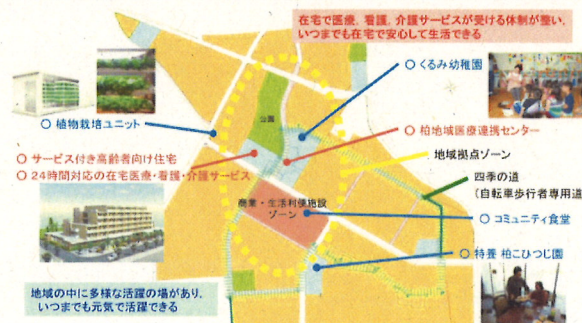 在宅で医療，看護，介護サービスが受ける体制が整い，
いつまでも在宅で安心して生活できる
○ くるみ幼稚園
公園
○ 植物栽培ユニット
○ 柏地域医療連携センター
○ サービス付き高齢者向け住宅
○ 24時間対応の在宅医療・看護・介護サービス
地域拠点ゾーン
四季の道
（自転車歩行者専用道
商業・生活利便施設
ゾーン
○ コミュニティ食堂
○ 特養 柏こひつじ園
地域の中に多様な活躍の場があり，
いつまでも元気で活躍できる